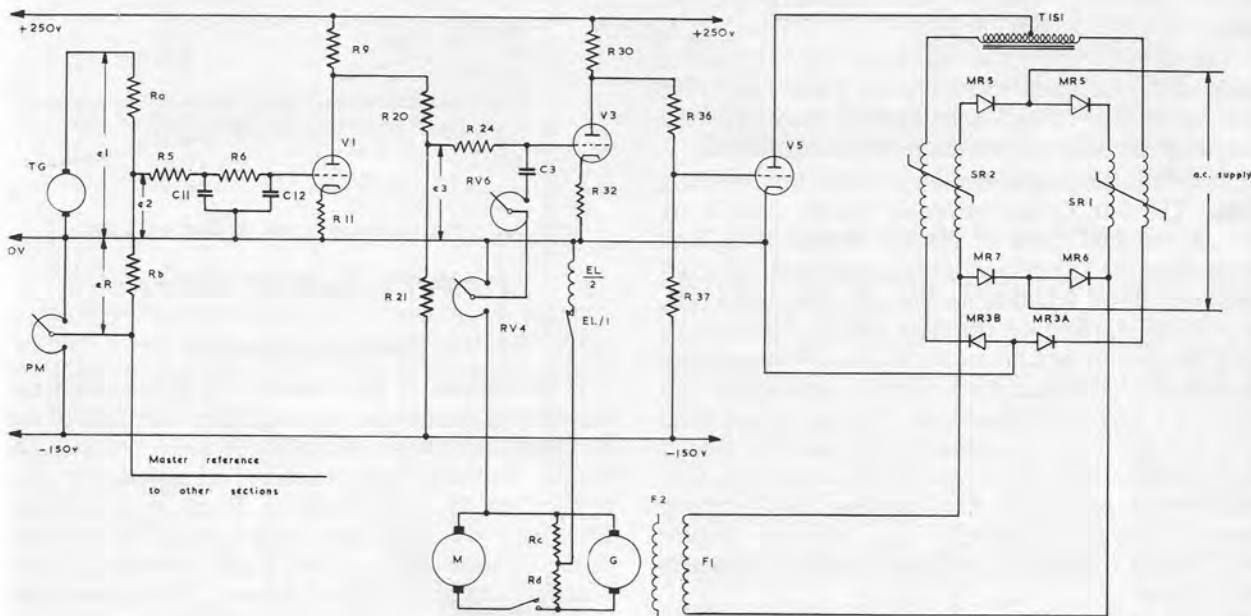 +250v
+250v
T1S1
R9
R30
MR5
MR5
Ra
e1
R20
R36
V1
V3
R24
V5
TG
R5
R6
C3
SR2
a.c. supply
e2
C11
C12
e3
RV6
R32
SR1
R11
0V
EL
2
MR7
MR6
Rb
eR
R21
R37
RV4
EL/1
MR3B
MR3A
PM
-150v
-150v
Master reference
to other sections
F2
M
Rc
G
Rd
F1